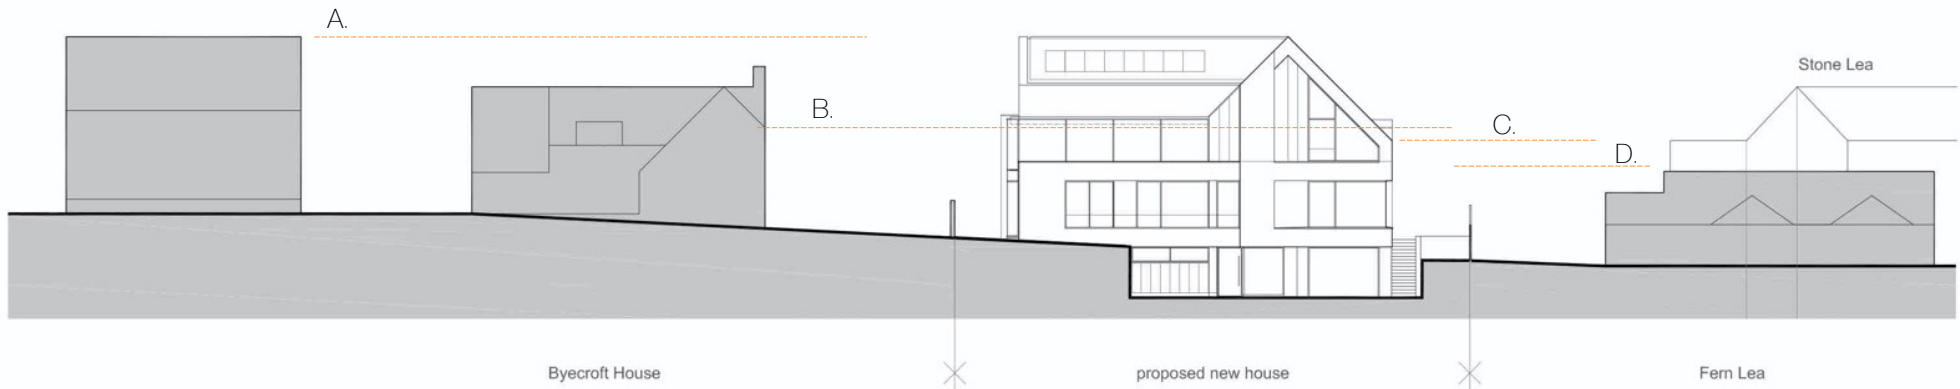 A.
B.
C.
D.
Stone Lea
Byecroft House
proposed new house
Fern Lea